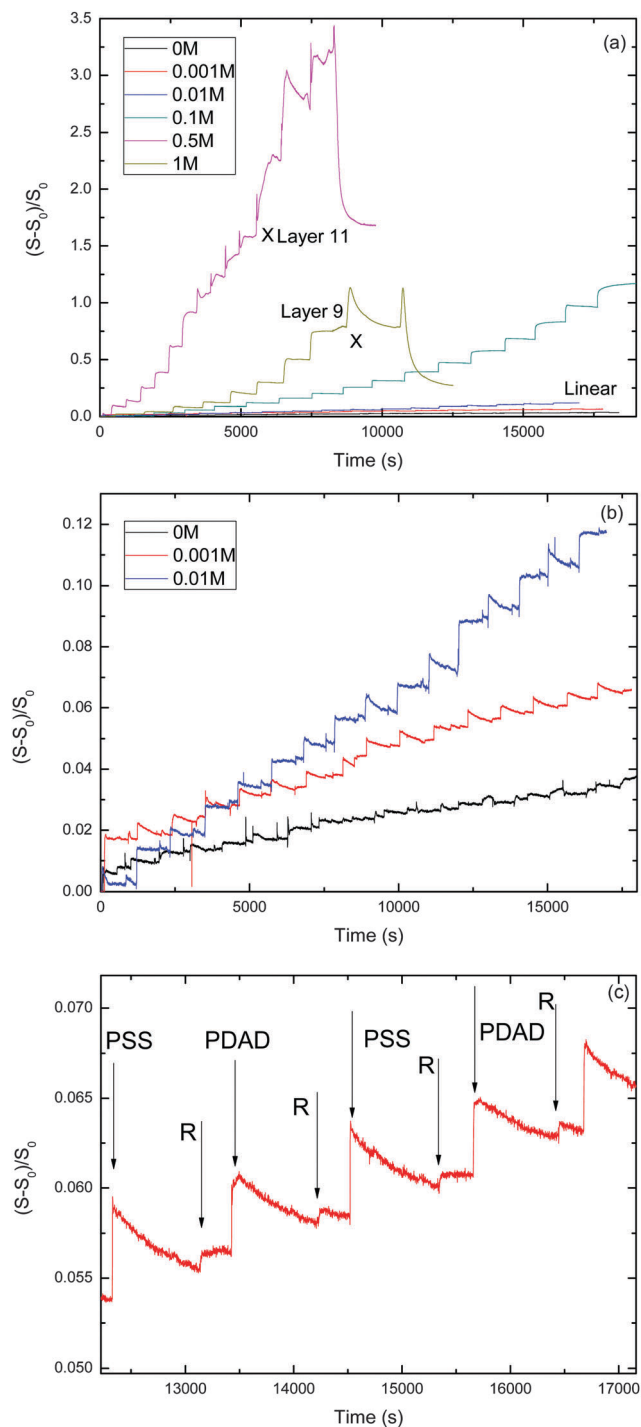 (a)
0M
0.001M
0.01M
0.1M
0.5M
1M
3.5
3.0
2.5
2.0
1.5
1.0
0.5
0.0
(S-S₀)/S₀
X Layer 11
Layer 9
X
Linear
0 5000 10000 15000
Time (s)
(b)
0M
0.001M
0.01M
0.12
0.10
0.08
0.06
0.04
0.02
0.00
(S-S₀)/S₀
0 5000 10000 15000
Time (s)
(c)
0.070
0.065
0.060
0.055
0.050
(S-S₀)/S₀
PSS R PDAD R PSS R PDAD R
13000 14000 15000 16000 17000
Time (s)